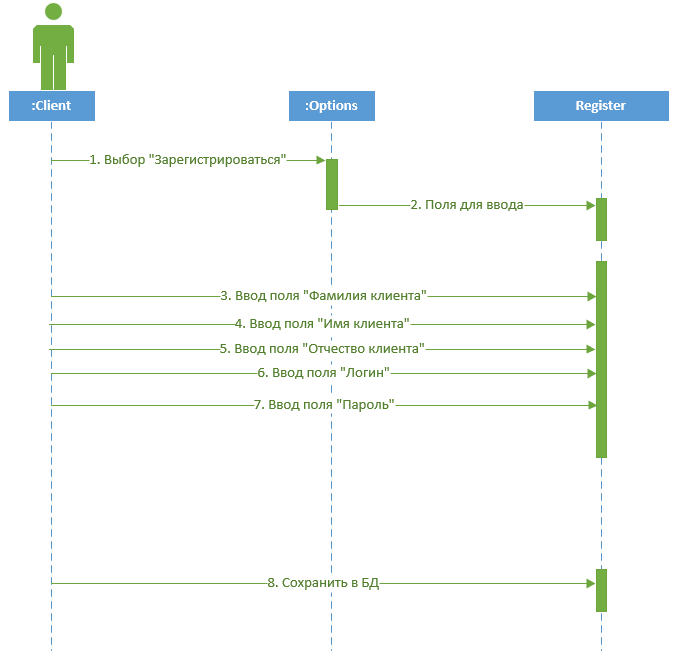 :Client
:Options
Register
1. Выбор "Зарегистрироваться"
2. Поля для ввода
3. Ввод поля "Фамилия клиента"
4. Ввод поля "Имя клиента"
5. Ввод поля "Отчество клиента"
6. Ввод поля "Логин"
7. Ввод поля "Пароль"
8. Сохранить в БД